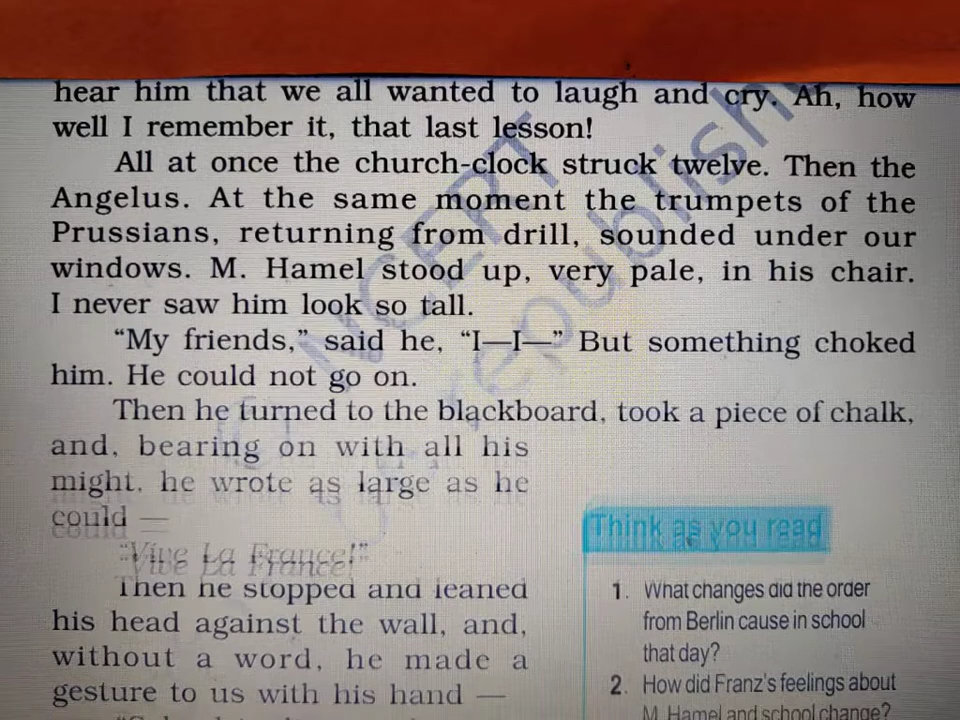 hear him that we all wanted to laugh and cry. Ah, how
well I remember it, that last lesson!
All at once the church-clock struck twelve. Then the
Angelus. At the same moment the trumpets of the
Prussians, returning from drill, sounded under our
windows. M. Hamel stood up, very pale, in his chair.
I never saw him look so tall.
“My friends,” said he, “I—I—” But something choked
him. He could not go on.
Then he turned to the blackboard, took a piece of chalk,
and, bearing on with all his
might, he wrote as large as he
could —
“Vive La France!”
Then he stopped and leaned
his head against the wall, and,
without a word, he made a
gesture to us with his hand —
Think as you read
1. What changes did the order
from Berlin cause in school
that day?
2. How did Franz's feelings about
M. Hamel and school change?
© NCERT
republish